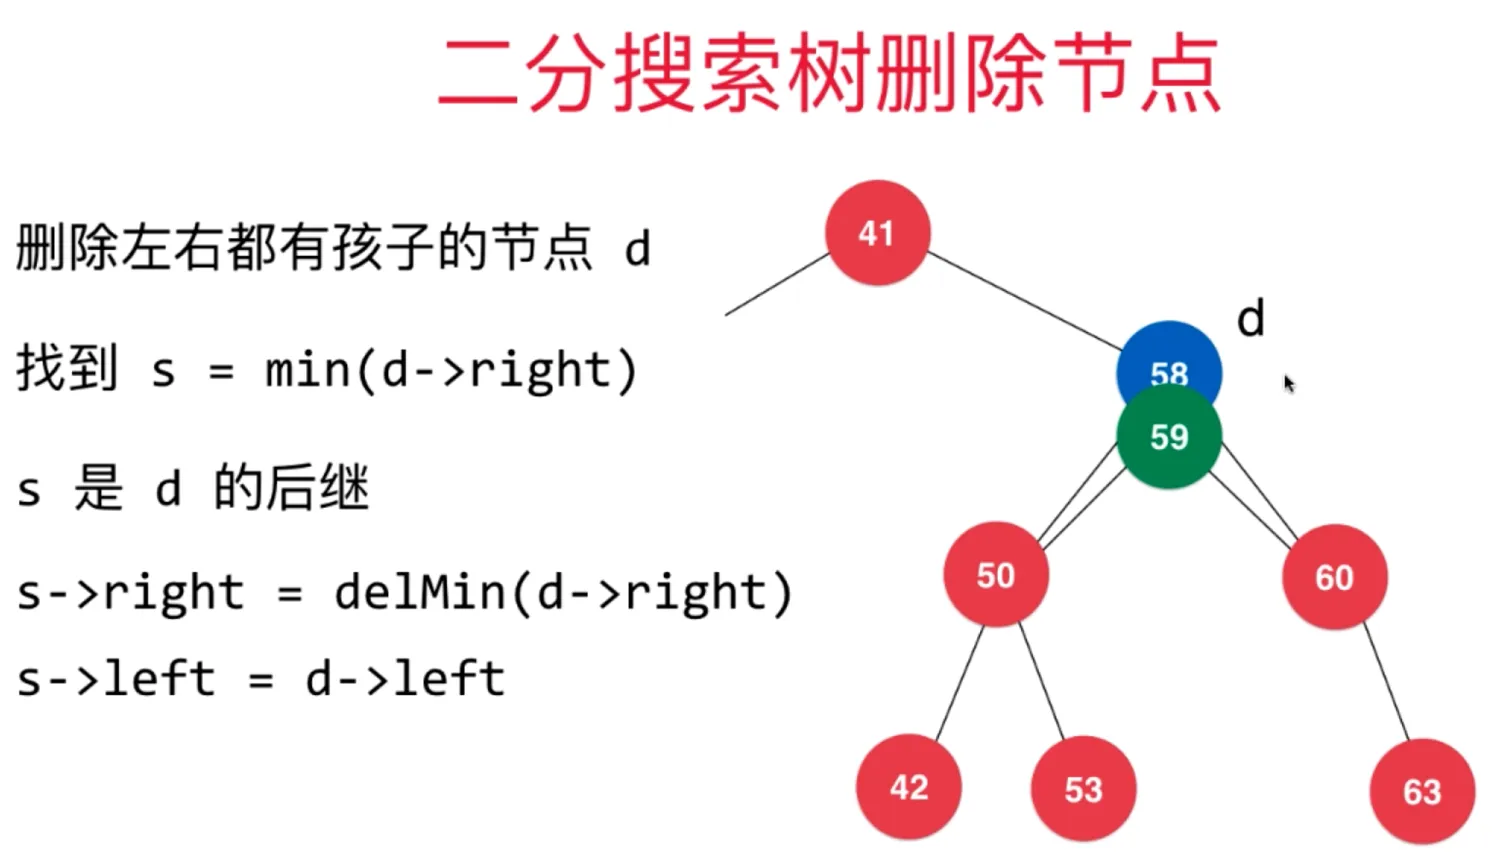 二分搜索树删除节点
删除左右都有孩子的节点 d
找到 s = min(d->right)
s 是 d 的后继
s->right = delMin(d->right)
s->left = d->left
41
d
58
59
50
60
42
53
63